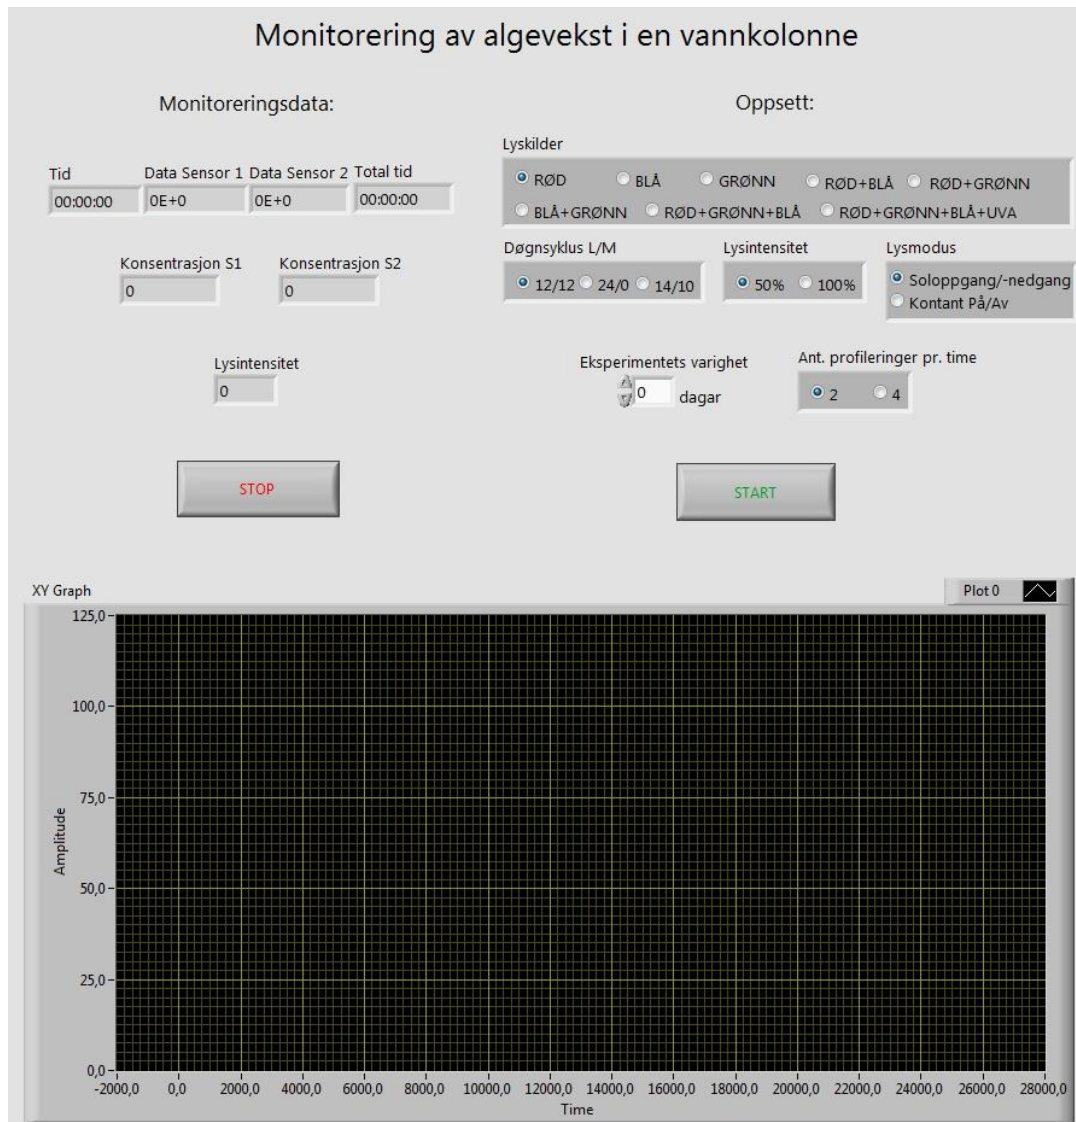 Monitorering av algevekst i en vannkolonne
Monitoreringsdata:
Tid Data Sensor 1 Data Sensor 2 Total tid
00:00:00 0E+0 0E+0 00:00:00
Konsentrasjon S1 Konsentrasjon S2
0 0
Lysintensitet
0
STOP
Oppsett:
Lyskilder
RØD BLÅ GRØNN RØD+BLÅ RØD+GRØNN
BLÅ+GRØNN RØD+GRØNN+BLÅ RØD+GRØNN+BLÅ+UVA
Døgnsyklus L/M Lysintensitet Lysmodus
12/12 24/0 14/10 50% 100% Soloppgang/-nedgang
Kontant På/Av
Eksperimentets varighet Ant. profileringer pr. time
0 dagar 2 4
START
XY Graph Plot 0
125,0
100,0
75,0
50,0
25,0
0,0
Amplitude
-2000,0 0,0 2000,0 4000,0 6000,0 8000,0 10000,0 12000,0 14000,0 16000,0 18000,0 20000,0 22000,0 24000,0 26000,0 28000,0
Time